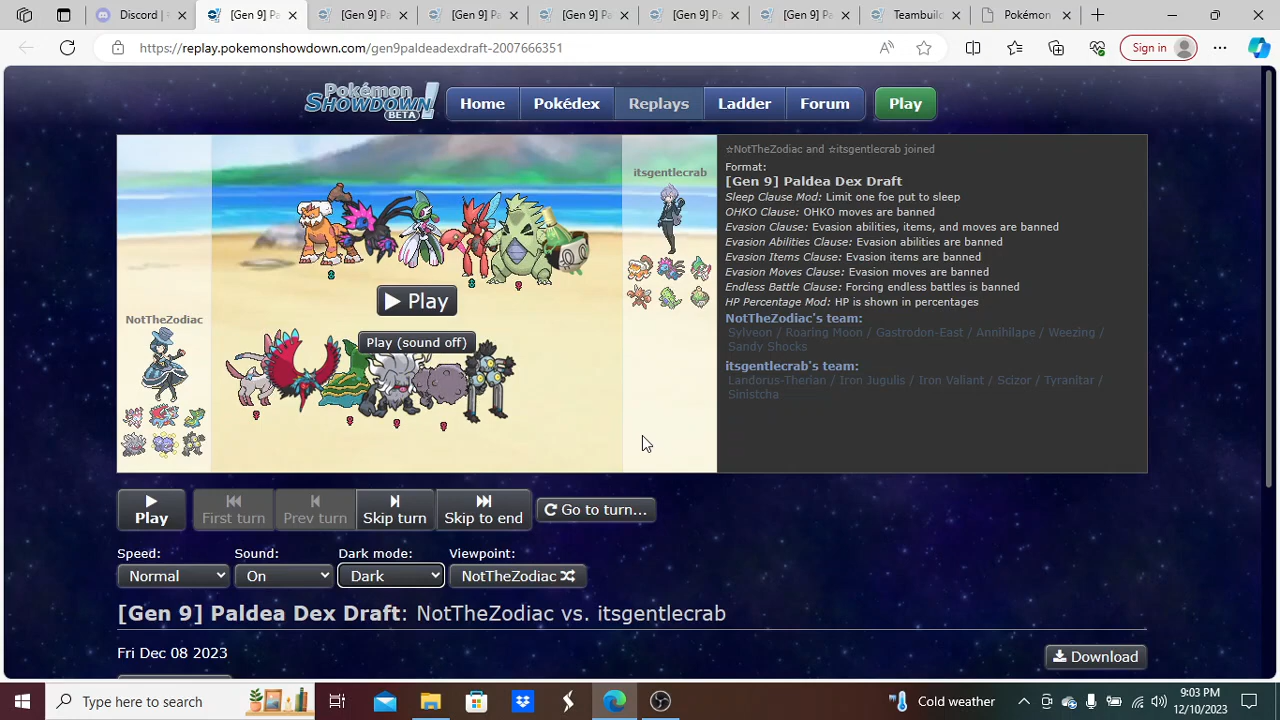 Discord |
[Gen 9] Pa
[Gen 9] Pa
[Gen 9] Pa
[Gen 9] Pa
[Gen 9] Pa
[Gen 9] Pa
Teambuild
Pokémon
https://replay.pokemonshowdown.com/gen9paldeadexdraft-2007666351
Sign in
Pokémon SHOWDOWN! BETA
Home
Pokédex
Replays
Ladder
Forum
Play
☆NotTheZodiac and ☆itsgentlecrab joined
Format:
[Gen 9] Paldea Dex Draft
Sleep Clause Mod: Limit one foe put to sleep
OHKO Clause: OHKO moves are banned
Evasion Clause: Evasion abilities, items, and moves are banned
Evasion Abilities Clause: Evasion abilities are banned
Evasion Items Clause: Evasion items are banned
Evasion Moves Clause: Evasion moves are banned
Endless Battle Clause: Forcing endless battles is banned
HP Percentage Mod: HP is shown in percentages
NotTheZodiac's team:
Sylveon / Roaring Moon / Gastrodon-East / Annihilape / Weezing /
Sandy Shocks
itsgentlecrab's team:
Landorus-Therian / Iron Jugulis / Iron Valiant / Scizor / Tyranitar /
Sinistcha
itsgentlecrab
NotTheZodiac
Play
Play (sound off)
Play
First turn
Prev turn
Skip turn
Skip to end
Go to turn...
Speed:
Sound:
Dark mode:
Viewpoint:
Normal
On
Dark
NotTheZodiac
[Gen 9] Paldea Dex Draft: NotTheZodiac vs. itsgentlecrab
Fri Dec 08 2023
Download
Type here to search
Cold weather
9:03 PM
12/10/2023